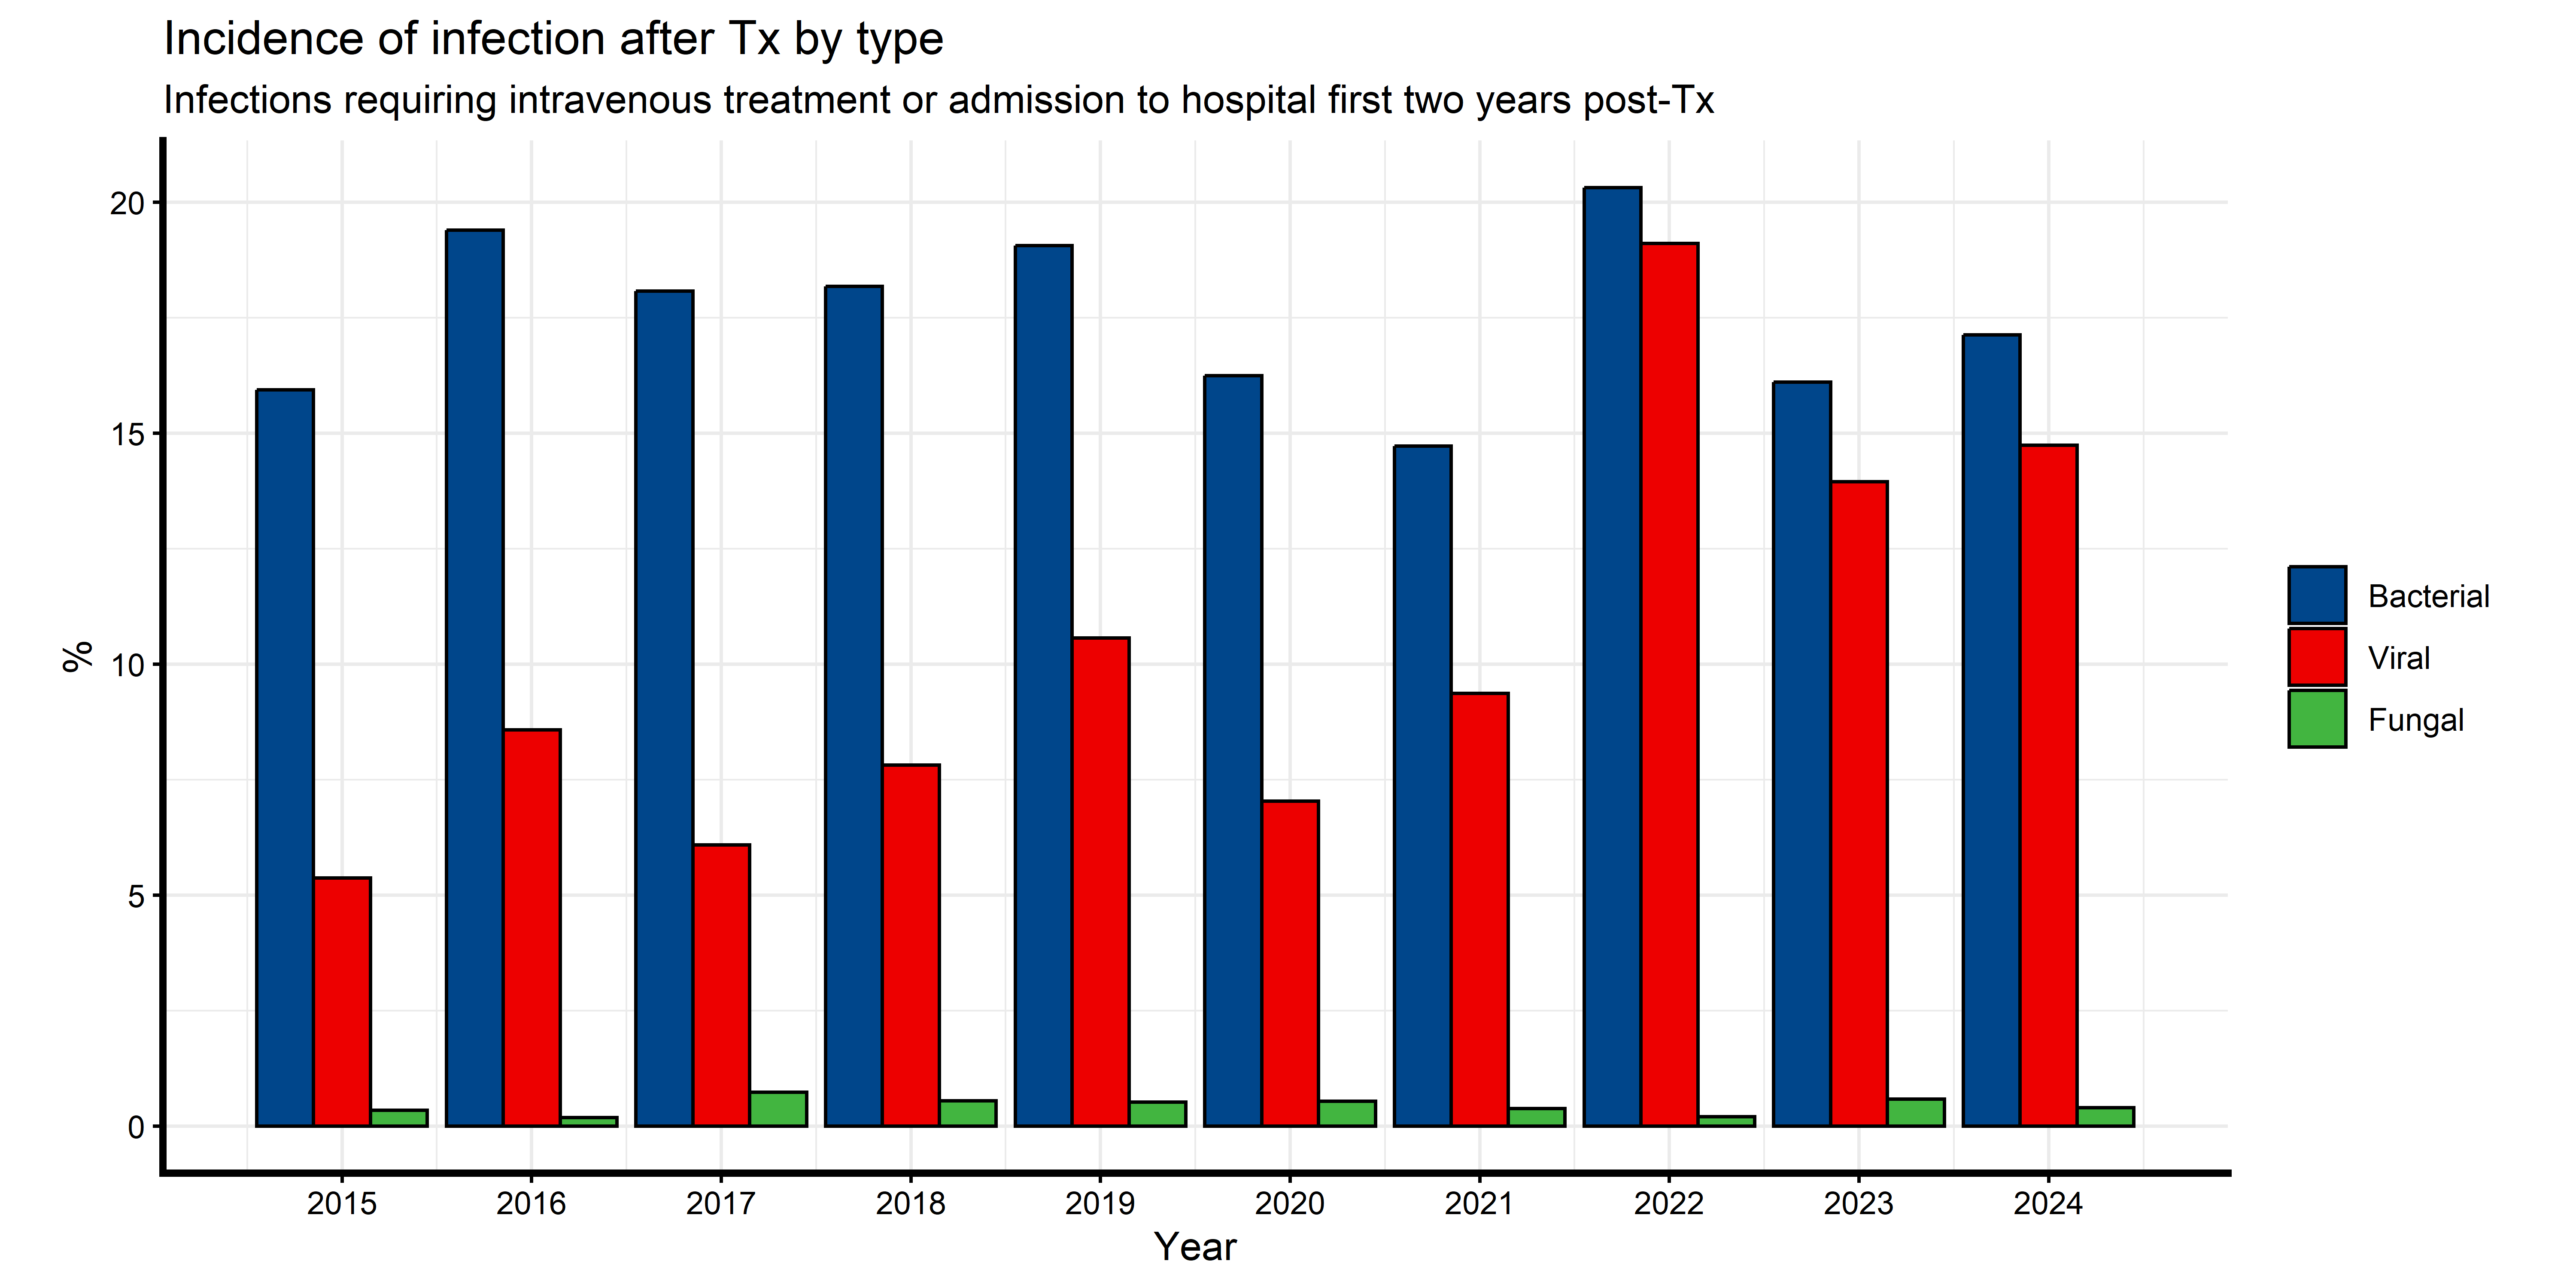 Incidence of infection after Tx by type
Infections requiring intravenous treatment or admission to hospital first two years post-Tx
20
15
10
5
0
%
2015 2016 2017 2018 2019 2020 2021 2022 2023 2024
Year
Bacterial
Viral
Fungal